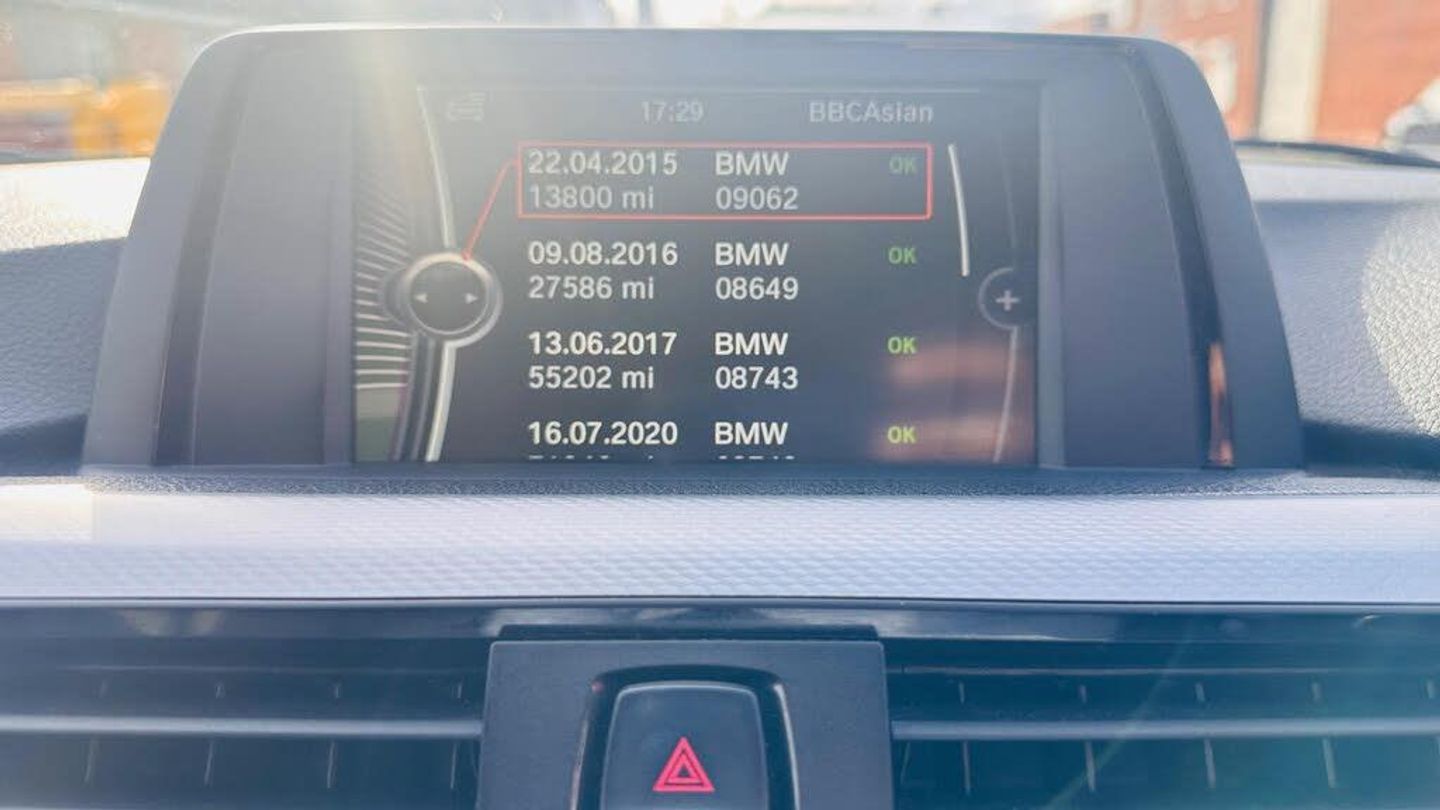 17:29 BBCAsian
22.04.2015 BMW OK
13800 mi 09062
09.08.2016 BMW OK
27586 mi 08649
13.06.2017 BMW OK
55202 mi 08743
16.07.2020 BMW OK